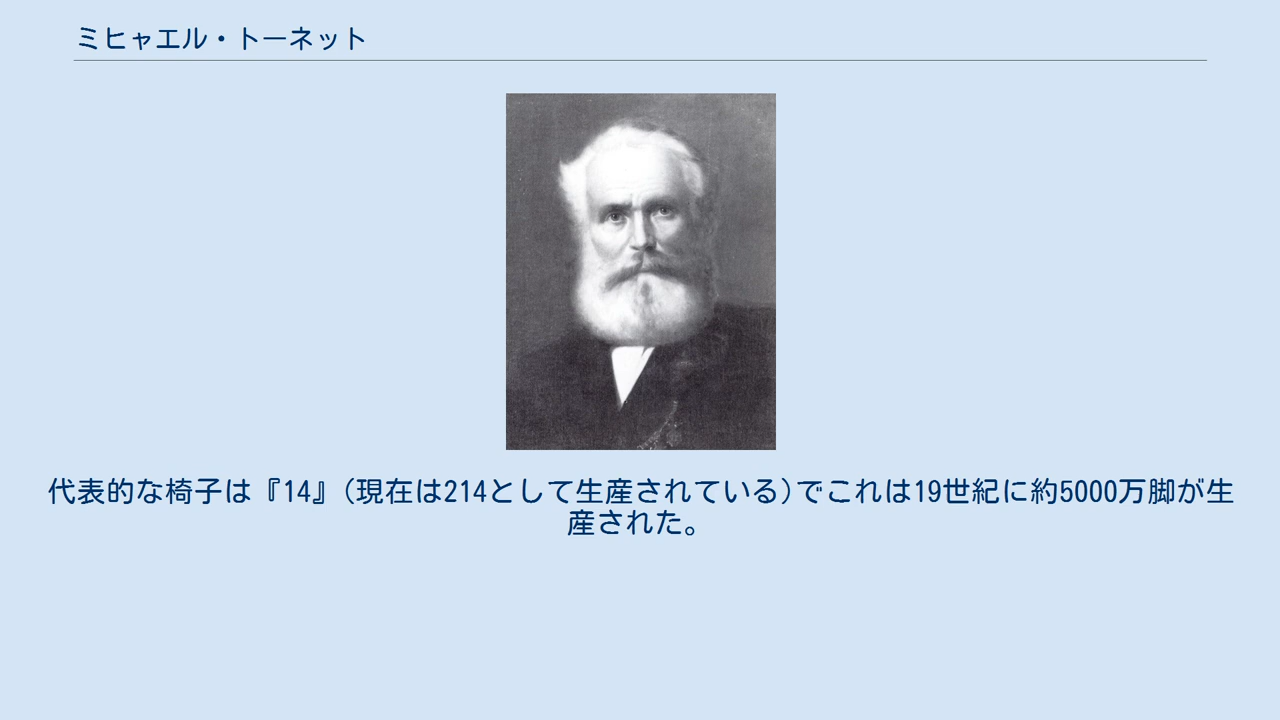 ミヒャエル・トーネット
代表的な椅子は『14』(現在は214として生産されている)でこれは19世紀に約5000万脚が生
産された。